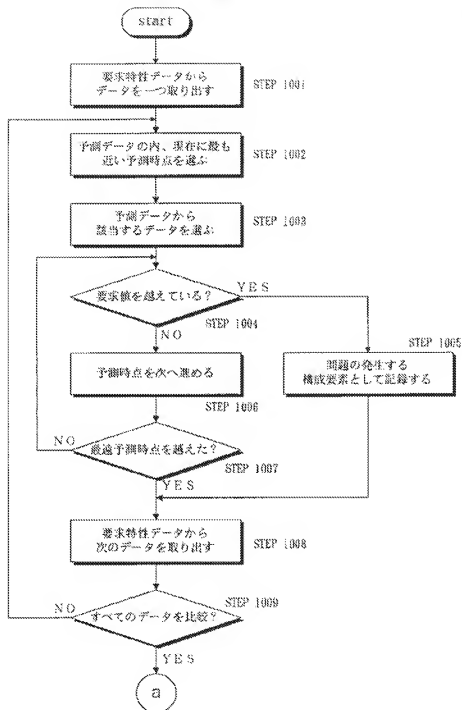 start
要求特性データから
データを一つ取り出す
STEP 1001
予測データの内、現在に最も
近い予測時点を選ぶ
STEP 1002
予測データから
該当するデータを選ぶ
STEP 1003
要求値を越えている?
YES
STEP 1004
NO
STEP 1005
問題の発生する
構成要素として記録する
予測時点を次へ進める
STEP 1006
最遠予測時点を越えた?
NO
STEP 1007
YES
要求特性データから
次のデータを取り出す
STEP 1008
すべてのデータを比較?
NO
STEP 1009
YES
a